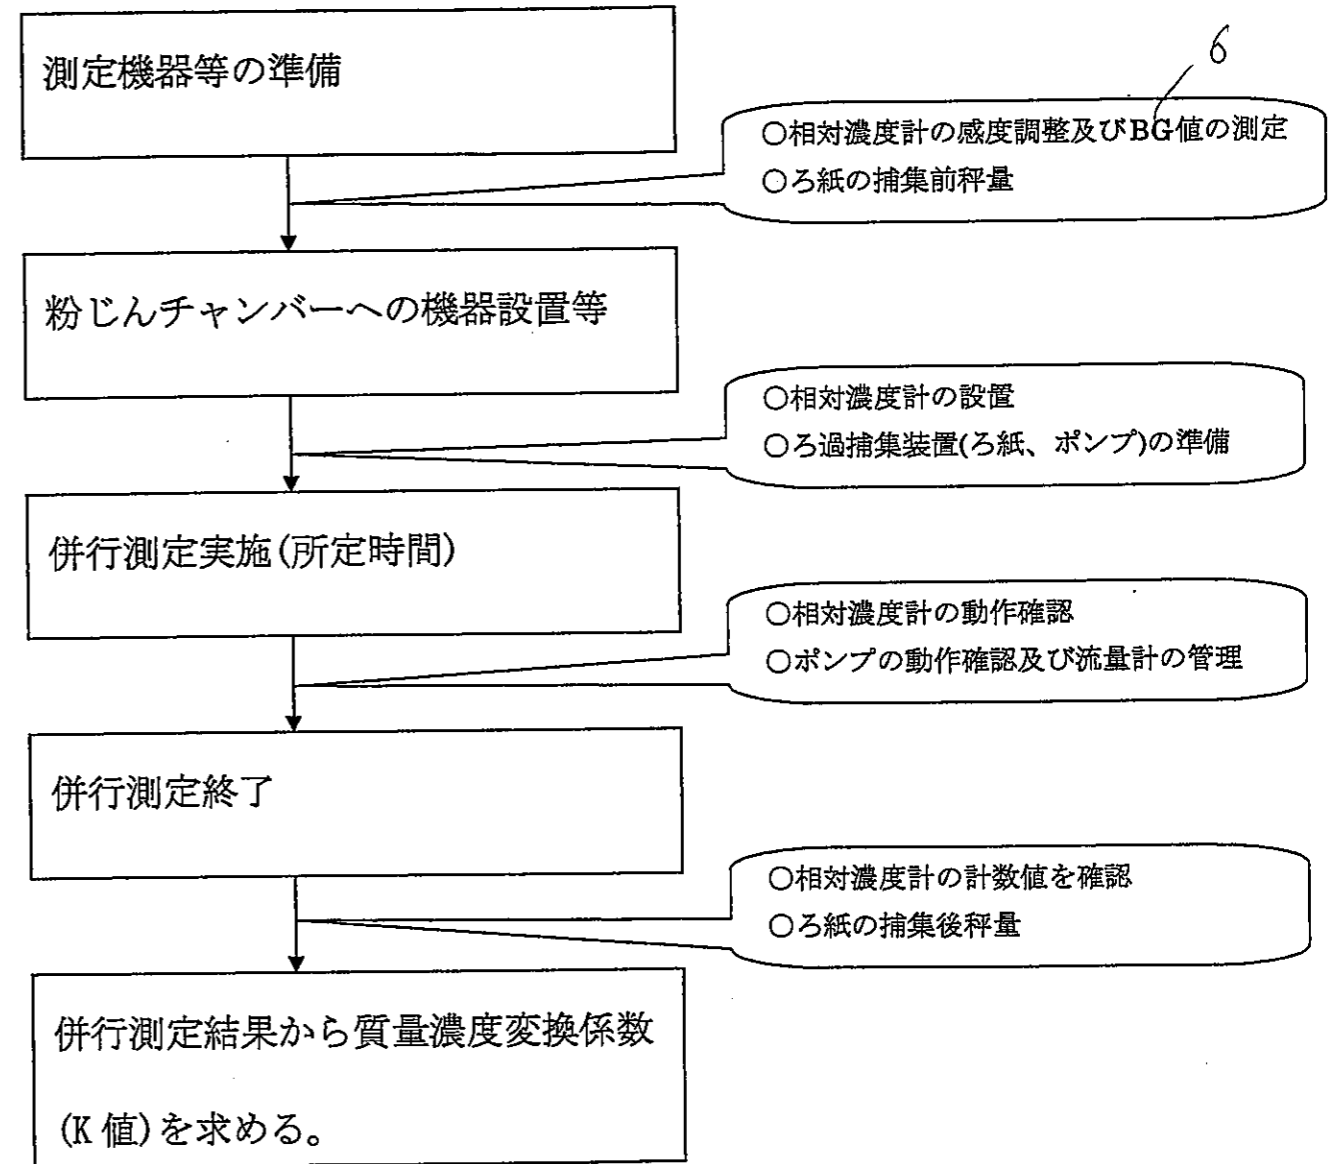 6
測定機器等の準備
○相対濃度計の感度調整及びBG値の測定
○ろ紙の捕集前秤量
粉じんチャンバーへの機器設置等
○相対濃度計の設置
○ろ過捕集装置(ろ紙、ポンプ)の準備
併行測定実施(所定時間)
○相対濃度計の動作確認
○ポンプの動作確認及び流量計の管理
併行測定終了
○相対濃度計の計数値を確認
○ろ紙の捕集後秤量
併行測定結果から質量濃度変換係数
(K値)を求める。